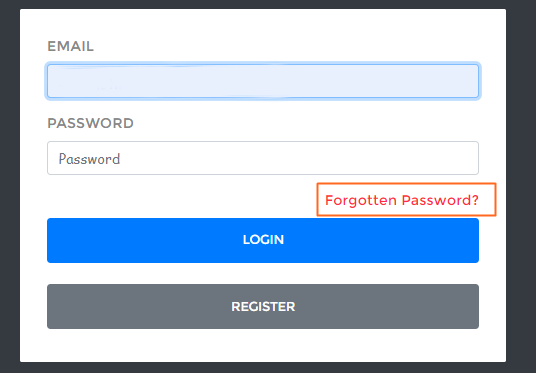 EMAIL
PASSWORD
Password
Forgotten Password?
LOGIN
REGISTER